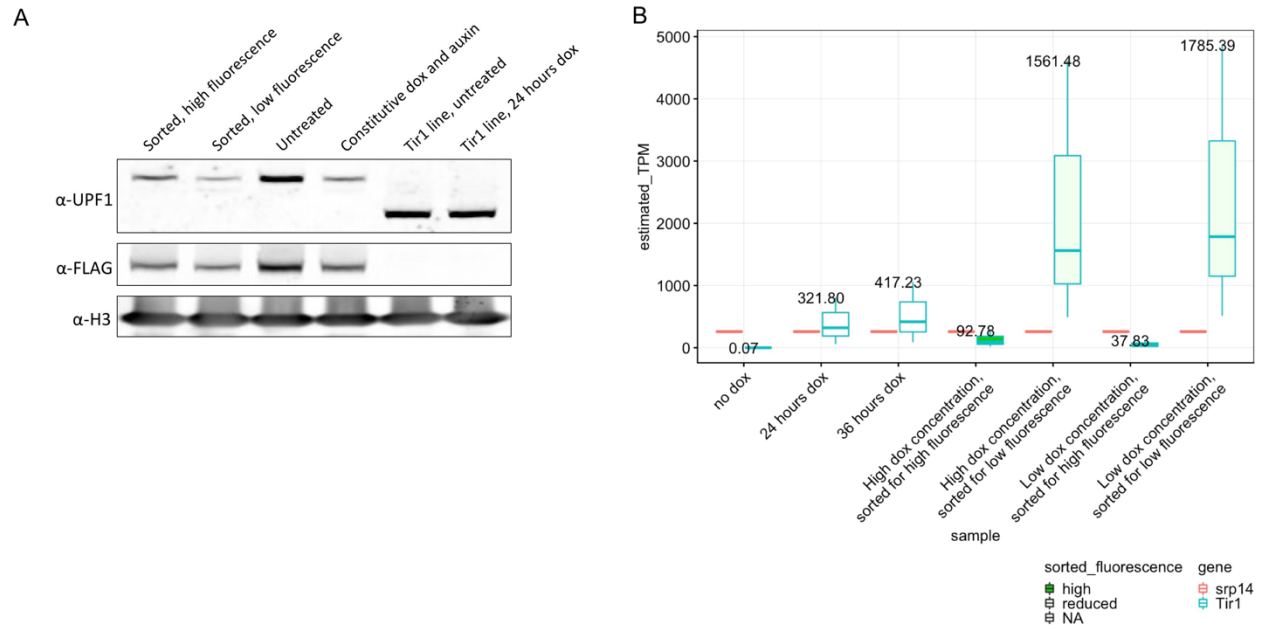 A
Sorted, high fluorescence
Sorted, low fluorescence
Untreated
Constitutive dox and auxin
Tir1 line, untreated
Tir1 line, 24 hours dox
α-UPF1
α-FLAG
α-H3
B
5000
4000
3000
2000
1000
0
estimated_TPM
0.07
321.80
417.23
92.78
1561.48
37.83
1785.39
no dox
24 hours dox
36 hours dox
High dox concentration,
sorted for high fluorescence
High dox concentration,
sorted for low fluorescence
Low dox concentration,
sorted for high fluorescence
Low dox concentration,
sorted for low fluorescence
sample
sorted_fluorescence
high
reduced
NA
gene
srp14
Tir1